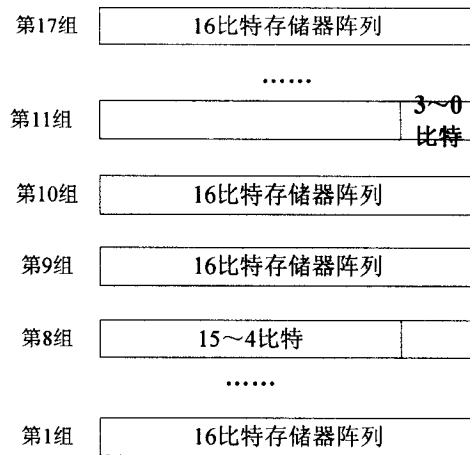 第17组 16比特存储器阵列
……
第11组 3～0
比特
第10组 16比特存储器阵列
第9组 16比特存储器阵列
第8组 15～4比特
……
第1组 16比特存储器阵列